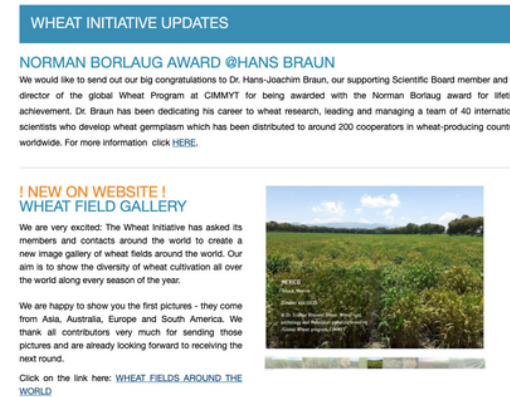 WHEAT INITIATIVE UPDATES
NORMAN BORLAUG AWARD @HANS BRAUN
We would like to send out our big congratulations to Dr. Hans-Joachim Braun, our supporting Scientific Board member and
director of the global Wheat Program at CIMMYT for being awarded with the Norman Borlaug award for lifeti
achievement. Dr. Braun has been dedicating his career to wheat research, leading and managing a team of 40 internatio
scientists who develop wheat germplasm which has been distributed to around 200 cooperators in wheat-producing count
worldwide. For more information click HERE.
! NEW ON WEBSITE !
WHEAT FIELD GALLERY
We are very excited: The Wheat Initiative has asked its
members and contacts around the world to create a
new image gallery of wheat fields around the world. Our
aim is to show the diversity of wheat cultivation all over
the world along every season of the year.
We are happy to show you the first pictures - they come
from Asia, Australia, Europe and South America. We
thank all contributors very much for sending those
pictures and are already looking forward to receiving the
next round.
Click on the link here: WHEAT FIELDS AROUND THE
WORLD
MEXICO